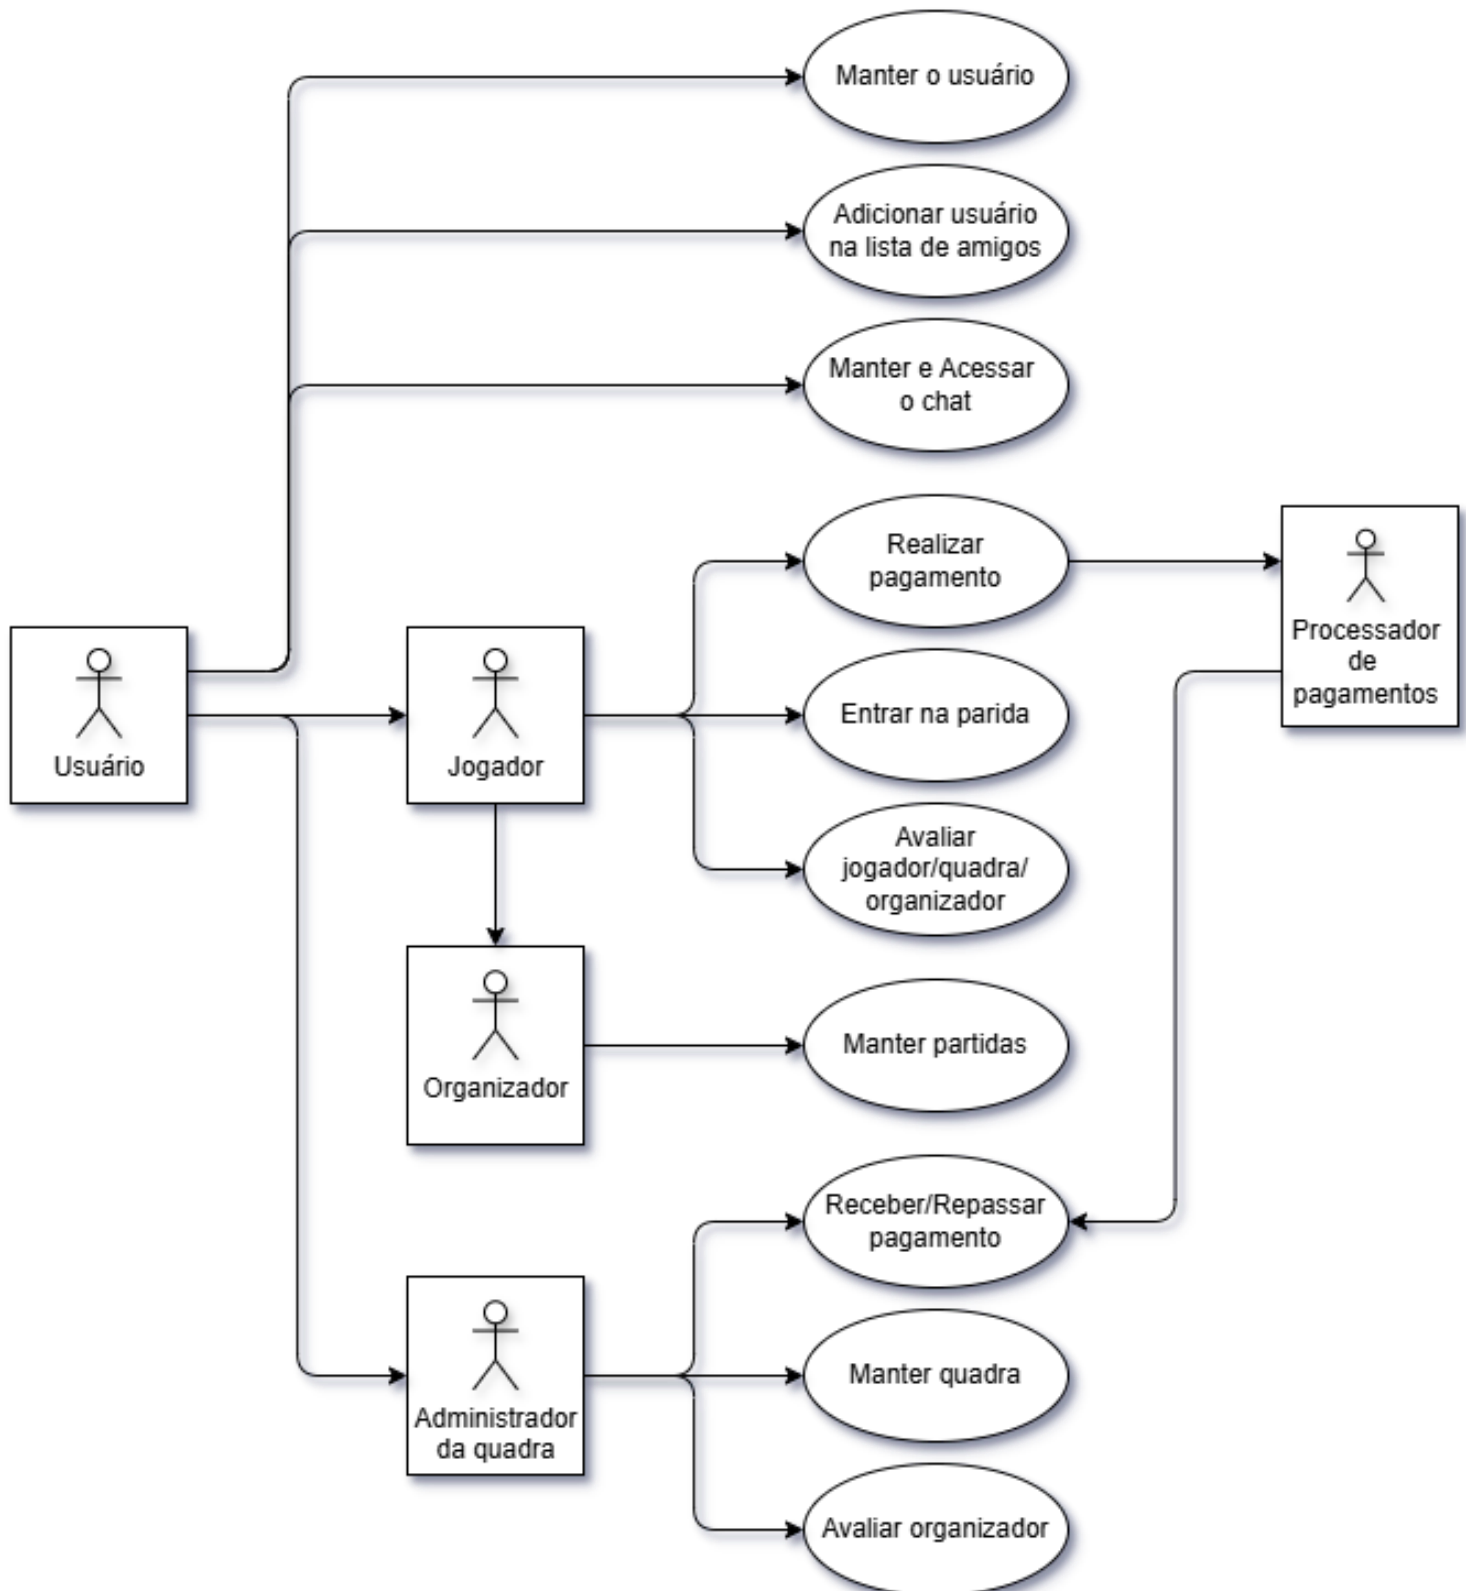 Manter o usuário
Adicionar usuário
na lista de amigos
Manter e Acessar
o chat
Realizar
pagamento
Processador
de
pagamentos
Usuário
Jogador
Entrar na parida
Avaliar
jogador/quadra/
organizador
Organizador
Manter partidas
Receber/Repassar
pagamento
Administrador
da quadra
Manter quadra
Avaliar organizador